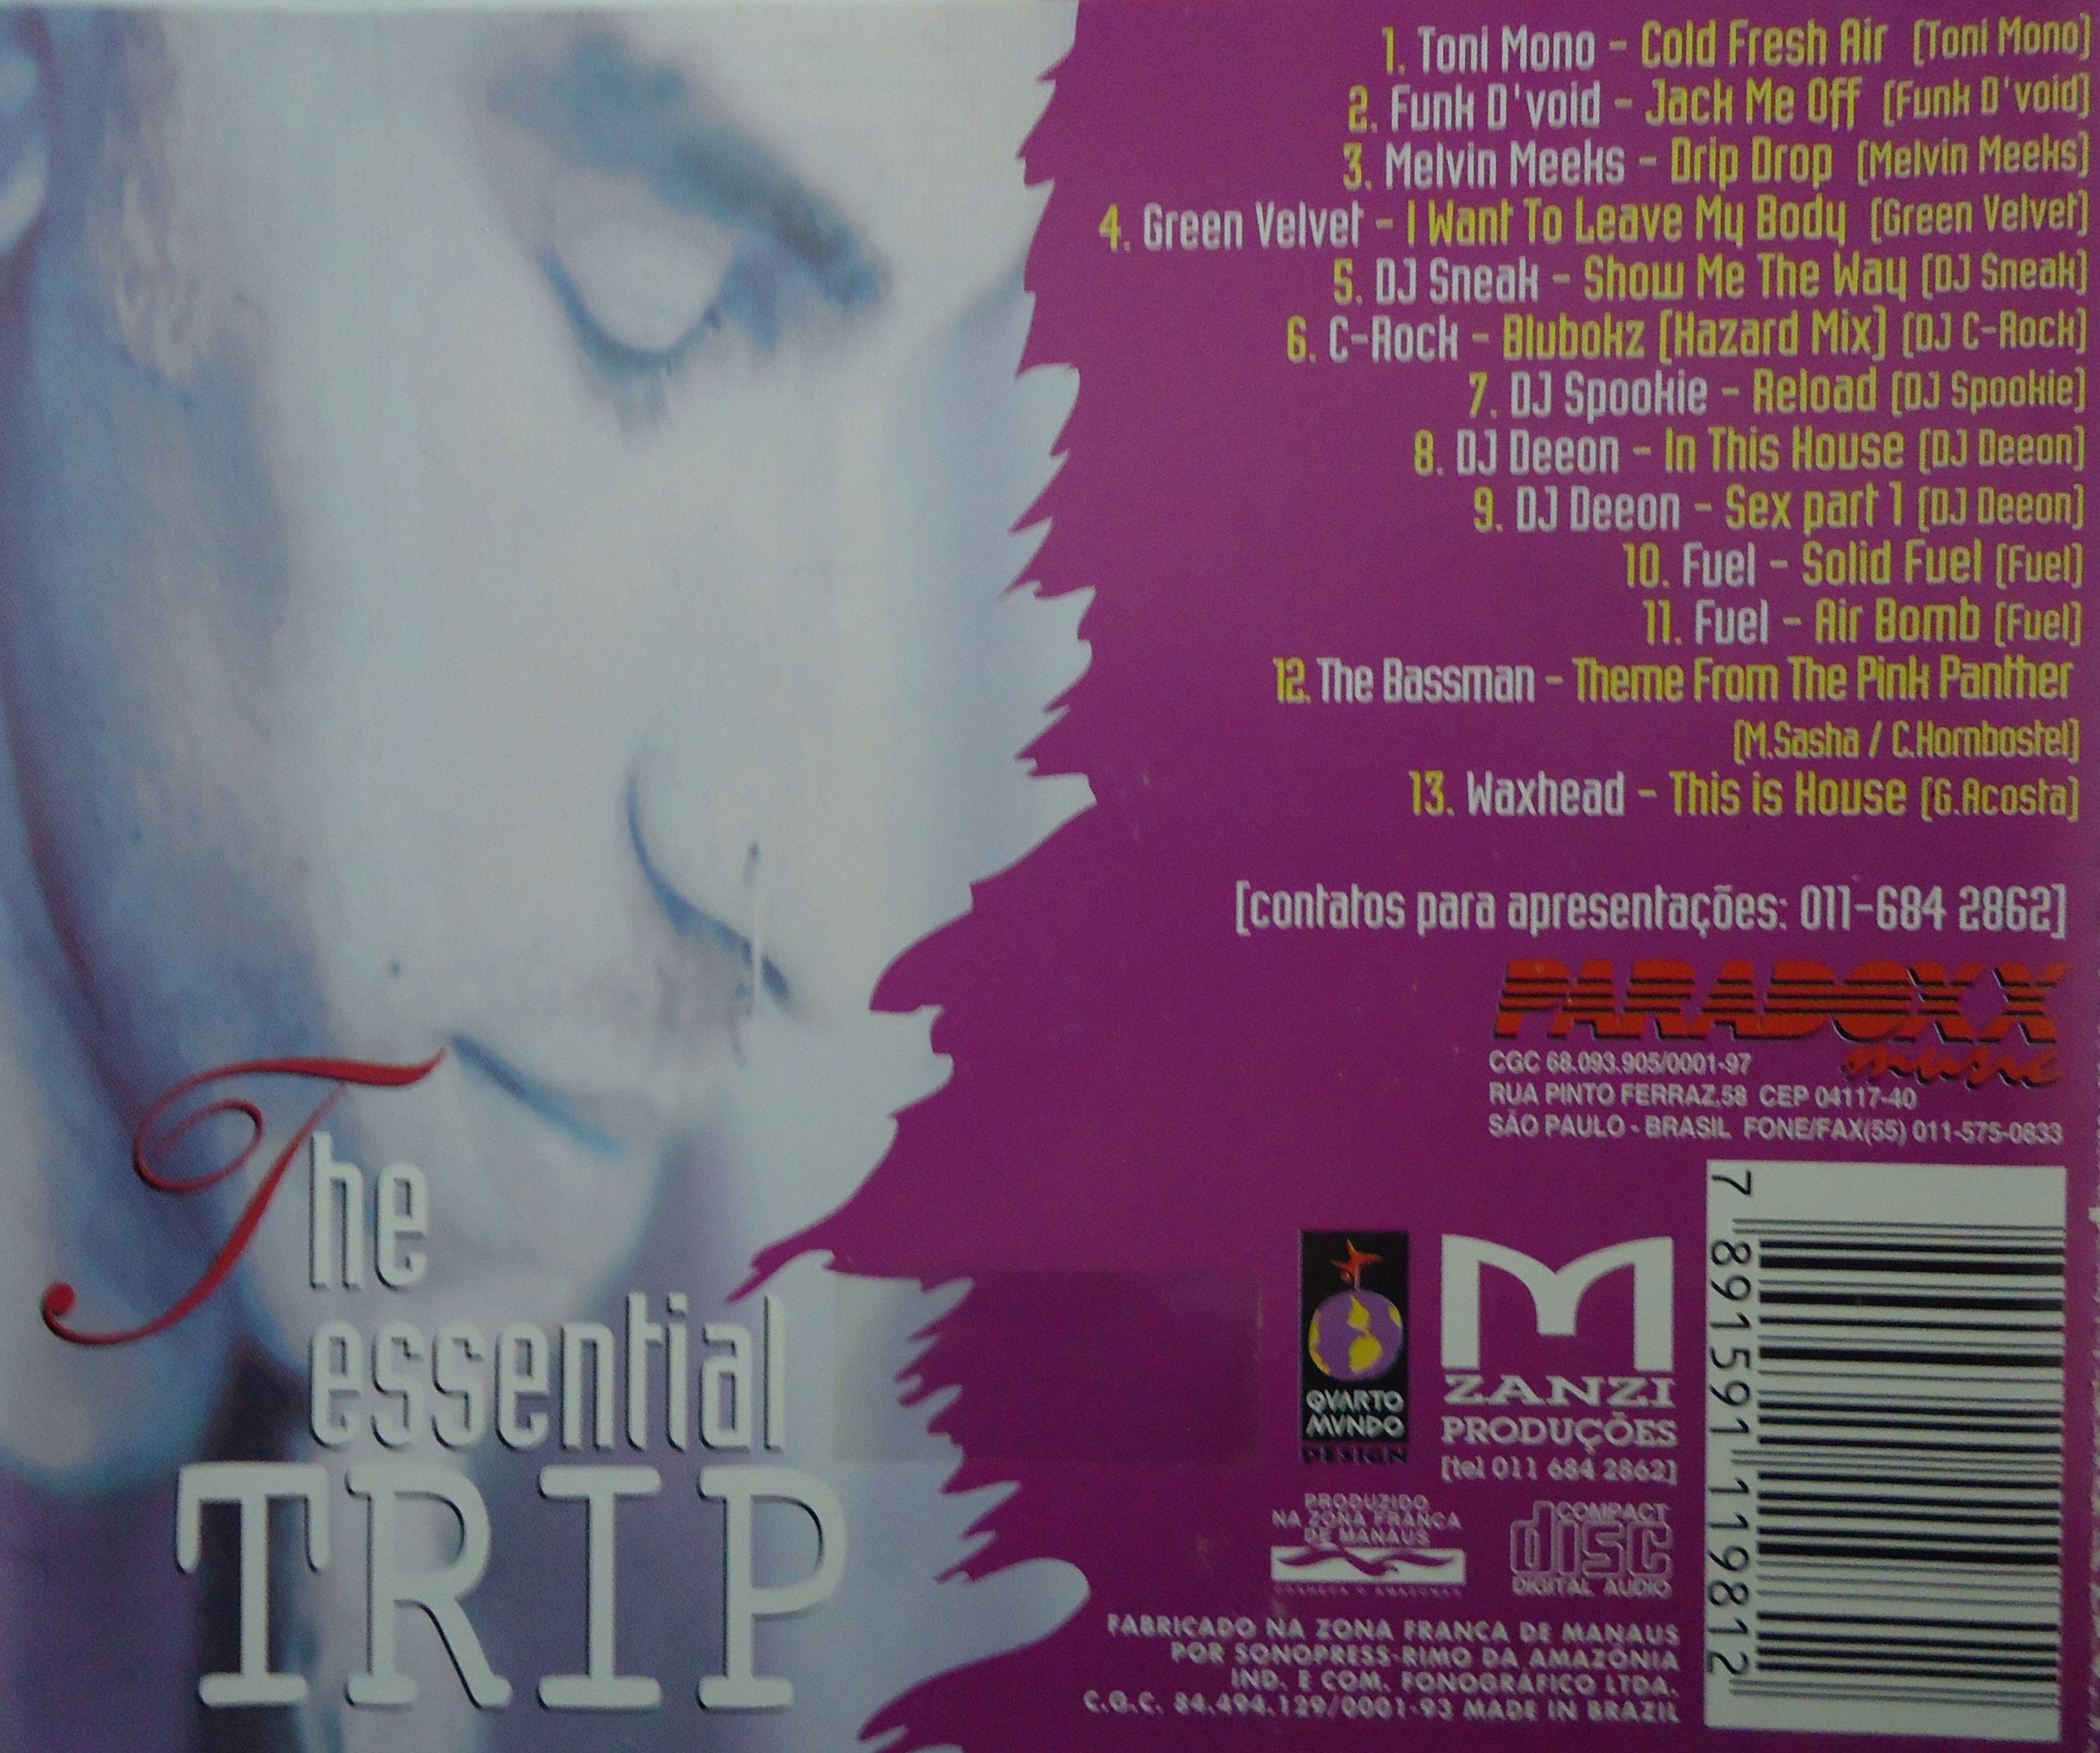 1. Toni Mono - Cold Fresh Air [Toni Mono]
2. Funk D'void - Jack Me Off [Funk D'void]
3. Melvin Meeks - Drip Drop [Melvin Meeks]
4. Green Velvet - I Want To Leave My Body [Green Velvet]
5. DJ Sneak - Show Me The Way [DJ Sneak]
6. C-Rock - Blubokz [Hazard Mix] [DJ C-Rock]
7. DJ Spookie - Reload [DJ Spookie]
8. DJ Deeon - In This House [DJ Deeon]
9. DJ Deeon - Sex part 1 [DJ Deeon]
10. Fuel - Solid Fuel [Fuel]
11. Fuel - Air Bomb [Fuel]
12. The Bassman - Theme From The Pink Panther
[M.Sasha / C.Hornbostel]
13. Waxhead - This is House [G.Acosta]
[contatos para apresentações: 011-684 2862]
PARADOXX
music
CGC 68.093.905/0001-97
RUA PINTO FERRAZ,58 CEP 04117-40
SÃO PAULO - BRASIL FONE/FAX(55) 011-575-0833
The
essential
TRIP
QVARTO
MVNDO
DESIGN
ZANZI
PRODUÇÕES
[tel 011 684 2862]
PRODUZIDO
NA ZONA FRANCA
DE MANAUS
CONHEÇA O AMAZONAS
COMPACT
disc
DIGITAL AUDIO
7 891591 119812
FABRICADO NA ZONA FRANCA DE MANAUS
POR SONOPRESS-RIMO DA AMAZÔNIA
IND. E COM. FONOGRÁFICO LTDA.
C.G.C. 84.494.129/0001-93 MADE IN BRAZIL